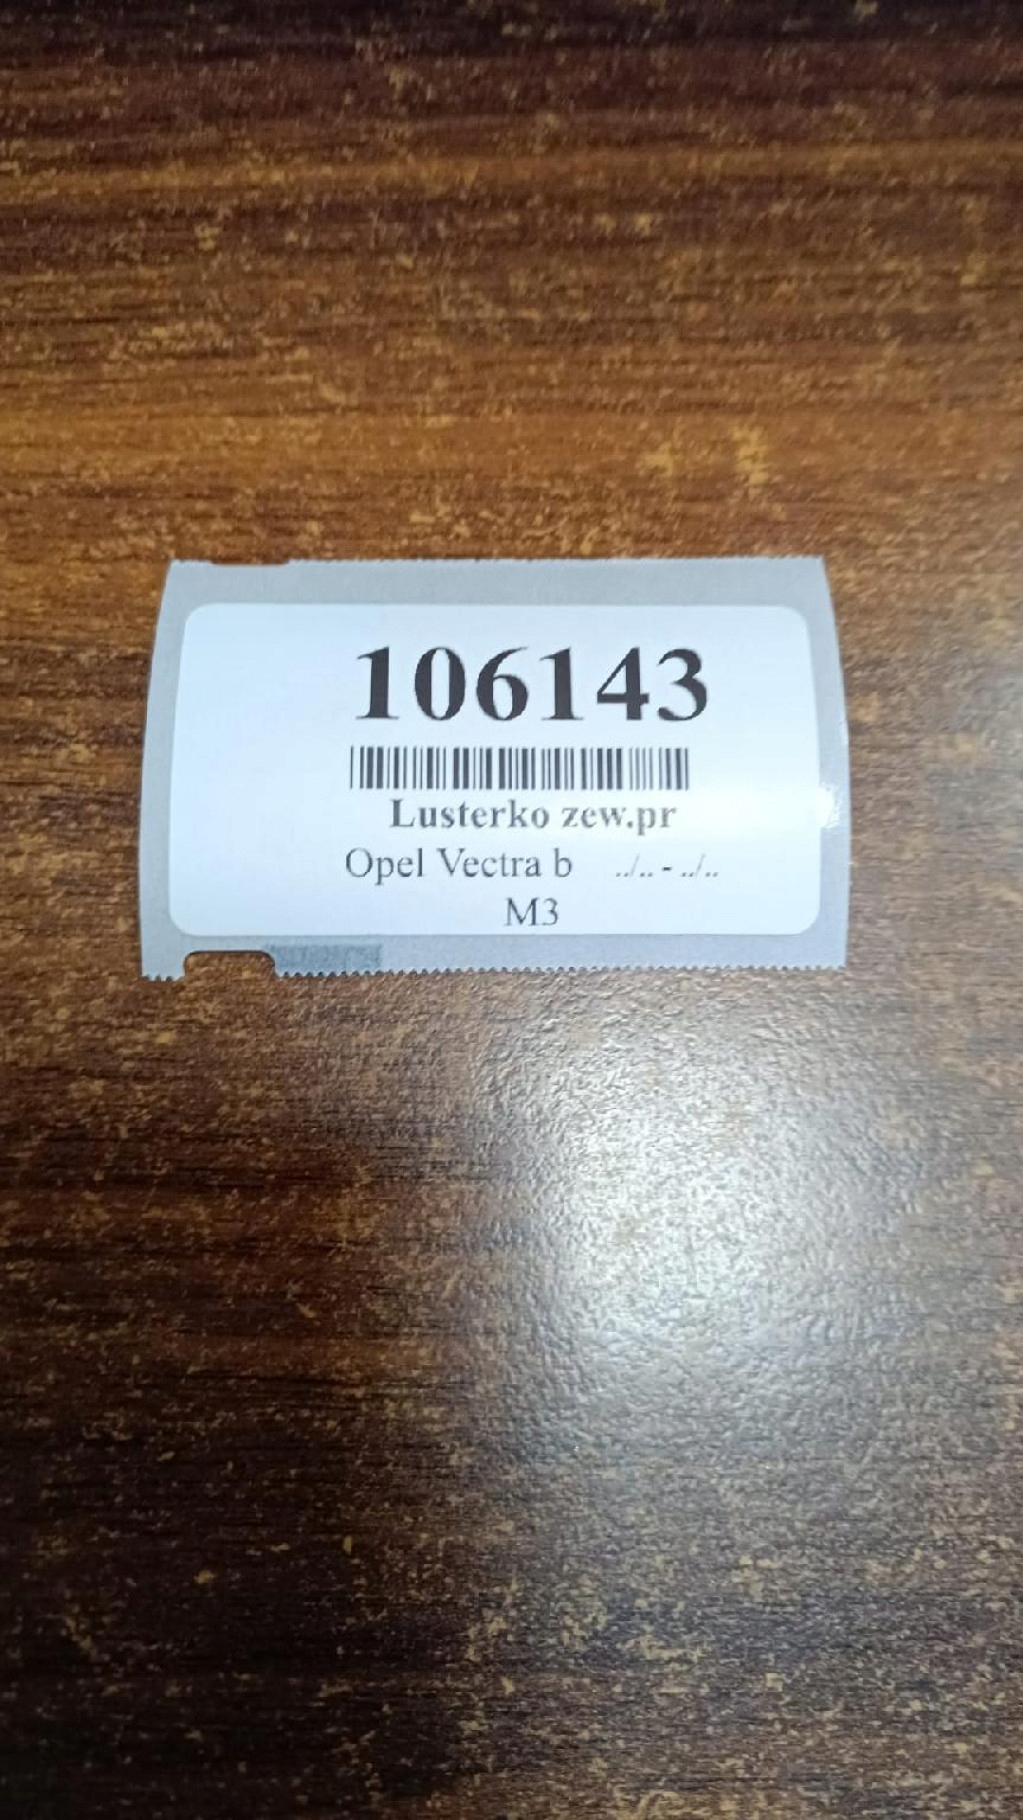 106143
Lusterko zew.pr
Opel Vectra b ../.. - ../..
M3